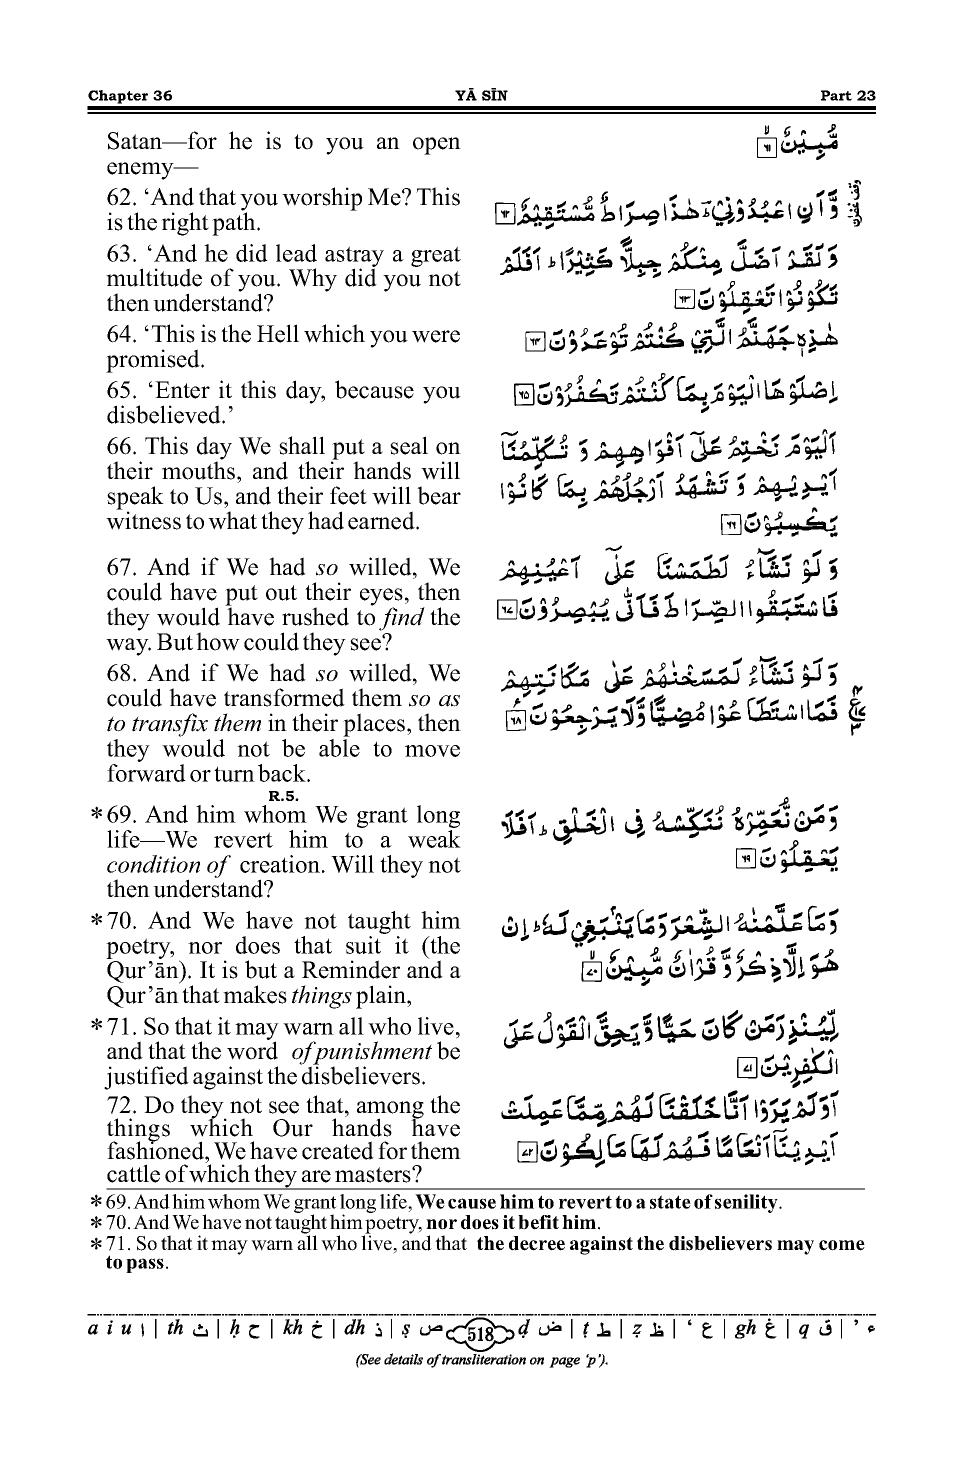 Chapter 36 YĀ SĪN Part 23
Satan—for he is to you an open
enemy—
مُّبِيْنٌ ۙ﴿۶۱﴾
62. ‘And that you worship Me? This
is the right path.
وَّاَنِ اعْبُدُوْنِيْ ؔ هٰذَا صِرَاطٌ مُّسْتَقِيْمٌ ﴿۶۲﴾
63. ‘And he did lead astray a great
multitude of you. Why did you not
then understand?
وَ لَقَدْ اَضَلَّ مِنْكُمْ جِبِلًّا كَثِيْرًا ؕ اَفَلَمْ
تَكُوْنُوْا تَعْقِلُوْنَ ﴿۶۳﴾
64. ‘This is the Hell which you were
promised.
هٰذِهٖ جَهَنَّمُ الَّتِيْ كُنْتُمْ تُوْعَدُوْنَ ﴿۶۴﴾
65. ‘Enter it this day, because you
disbelieved.’
اِصْلَوْهَا الْيَوْمَ بِمَا كُنْتُمْ تَكْفُرُوْنَ ﴿۶۵﴾
66. This day We shall put a seal on
their mouths, and their hands will
speak to Us, and their feet will bear
witness to what they had earned.
اَلْيَوْمَ نَخْتِمُ عَلٰۤى اَفْوَاهِهِمْ وَ تُكَلِّمُنَاۤ
اَيْدِيْهِمْ وَ تَشْهَدُ اَرْجُلُهُمْ بِمَا كَانُوْا
يَكْسِبُوْنَ ﴿۶۶﴾
67. And if We had so willed, We
could have put out their eyes, then
they would have rushed to find the
way. But how could they see?
وَ لَوْ نَشَآءُ لَطَمَسْنَا عَلٰۤى اَعْيُنِهِمْ
فَاسْتَبَقُوا الصِّرَاطَ فَاَنّٰى يُبْصِرُوْنَ ﴿۶۷﴾
68. And if We had so willed, We
could have transformed them so as
to transfix them in their places, then
they would not be able to move
forward or turn back.
وَ لَوْ نَشَآءُ لَمَسَخْنٰهُمْ عَلٰى مَكَانَتِهِمْ
فَمَا اسْتَطَاعُوْا مُضِيًّا وَّلَا يَرْجِعُوْنَ ﴿۶۸﴾
R.5.
*69. And him whom We grant long
life—We revert him to a weak
condition of creation. Will they not
then understand?
وَ مَنْ نُّعَمِّرْهُ نُنَكِّسْهُ فِى الْخَلْقِ ؕ اَفَلَا
يَعْقِلُوْنَ ﴿۶۹﴾
*70. And We have not taught him
poetry, nor does that suit it (the
Qur’ān). It is but a Reminder and a
Qur’ān that makes things plain,
وَمَا عَلَّمْنٰهُ الشِّعْرَ وَمَا يَنْۢبَغِيْ لَهٗ ؕ اِنْ
هُوَ اِلَّا ذِكْرٌ وَّ قُرْاٰنٌ مُّبِيْنٌ ۙ﴿۷۰﴾
*71. So that it may warn all who live,
and that the word of punishment be
justified against the disbelievers.
لِّيُنْذِرَ مَنْ كَانَ حَيًّا وَّ يَحِقَّ الْقَوْلُ عَلَى
الْكٰفِرِيْنَ ﴿۷۱﴾
72. Do they not see that, among the
things which Our hands have
fashioned, We have created for them
cattle of which they are masters?
اَوَلَمْ يَرَوْا اَنَّا خَلَقْنَا لَهُمْ مِّمَّا عَمِلَتْ
اَيْدِيْنَاۤ اَنْعَامًا فَهُمْ لَهَا مٰلِكُوْنَ ﴿۷۲﴾
*69. And him whom We grant long life, We cause him to revert to a state of senility.
*70. And We have not taught him poetry, nor does it befit him.
*71. So that it may warn all who live, and that the decree against the disbelievers may come
to pass.
a i u ا | th ث | ḥ ح | kh خ | dh ذ | ṣ ص 518 ḍ ض | ṭ ط | ẓ ظ | ‘ ع | gh غ | q ق | ’ ء
(See details of transliteration on page ‘p’).